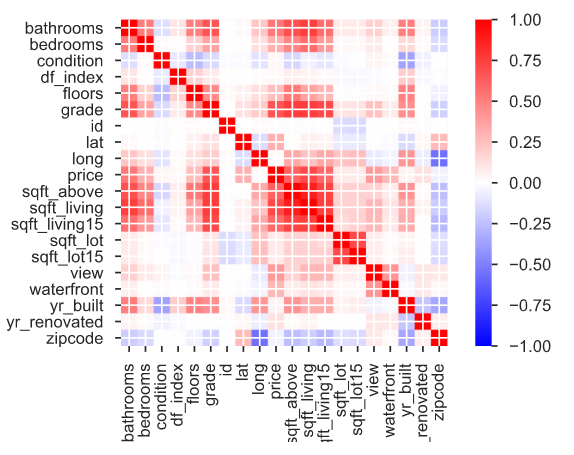 bathrooms
bedrooms
condition
df_index
floors
grade
id
lat
long
price
sqft_above
sqft_living
sqft_living15
sqft_lot
sqft_lot15
view
waterfront
yr_built
yr_renovated
zipcode
1.00
0.75
0.50
0.25
0.00
−0.25
−0.50
−0.75
−1.00
bathrooms
bedrooms
condition
df_index
floors
grade
id
lat
long
price
sqft_above
sqft_living
qft_living15
sqft_lot
sqft_lot15
view
waterfront
yr_built
_renovated
zipcode